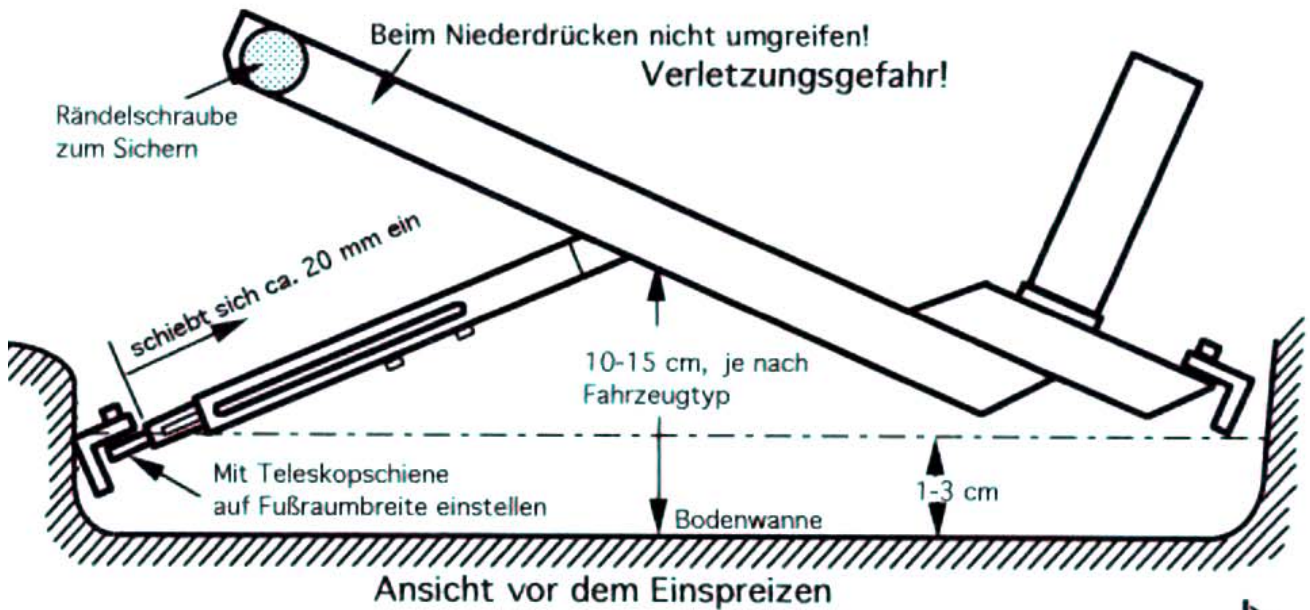 Beim Niederdrücken nicht umgreifen!
Verletzungsgefahr!
Rändelschraube
zum Sichern
schiebt sich ca. 20 mm ein
10-15 cm, je nach
Fahrzeugtyp
Mit Teleskopschiene
auf Fußraumbreite einstellen
1-3 cm
Bodenwanne
Ansicht vor dem Einspreizen